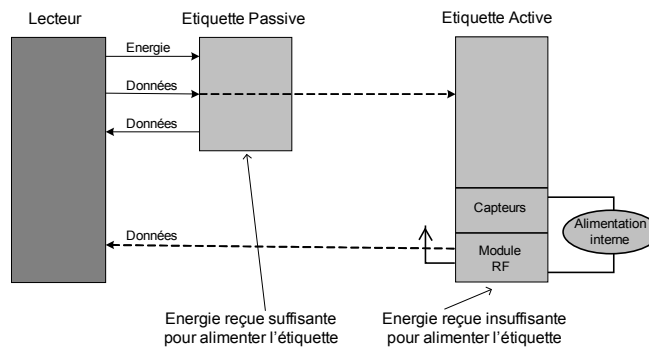 Lecteur
Etiquette Passive
Etiquette Active
Energie
Données
Données
Capteurs
Alimentation
interne
Données
Module
RF
Energie reçue suffisante
pour alimenter l'étiquette
Energie reçue insuffisante
pour alimenter l'étiquette